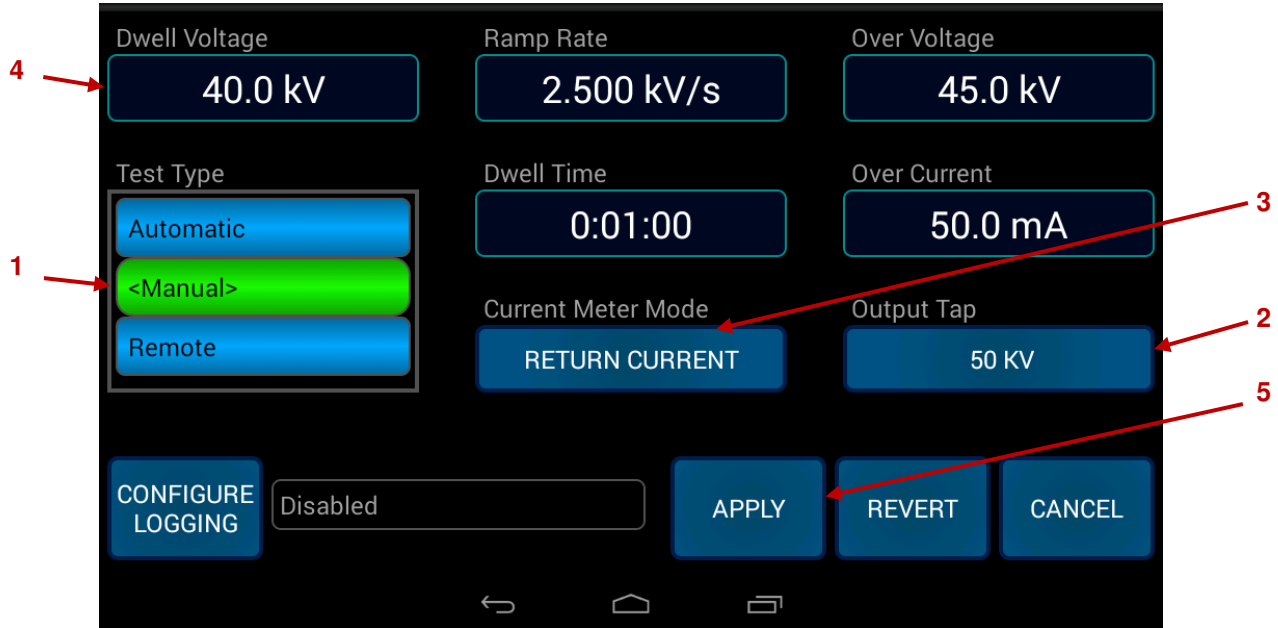 Dwell Voltage
Ramp Rate
Over Voltage
4
40.0 kV
2.500 kV/s
45.0 kV
Test Type
Dwell Time
Over Current
Automatic
0:01:00
50.0 mA
3
1
<Manual>
Current Meter Mode
Output Tap
2
Remote
RETURN CURRENT
50 KV
5
CONFIGURE
LOGGING
Disabled
APPLY
REVERT
CANCEL